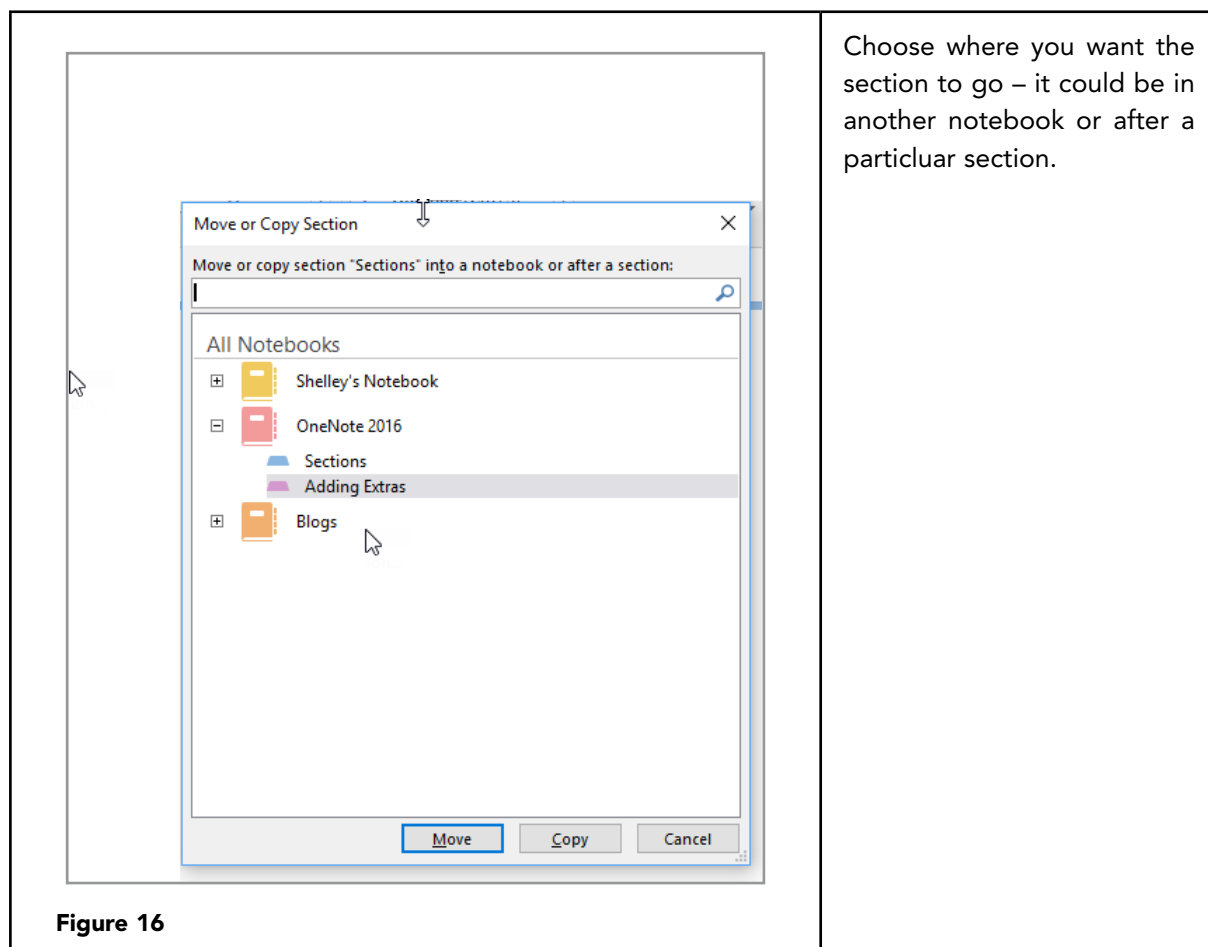 Choose where you want the
section to go – it could be in
another notebook or after a
particluar section.
Move or Copy Section
Move or copy section "Sections" into a notebook or after a section:
All Notebooks
Shelley's Notebook
OneNote 2016
Sections
Adding Extras
Blogs
Move
Copy
Cancel
Figure 16